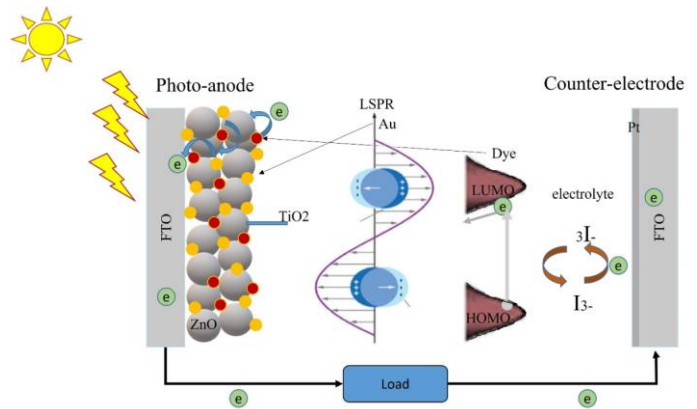 Photo-anode
Counter-electrode
e
LSPR
Au
Pt
e
Dye
LUMO
e
electrolyte
e
TiO2
FTO
3I-
e
FTO
e
I3-
ZnO
HOMO
Load
e
e